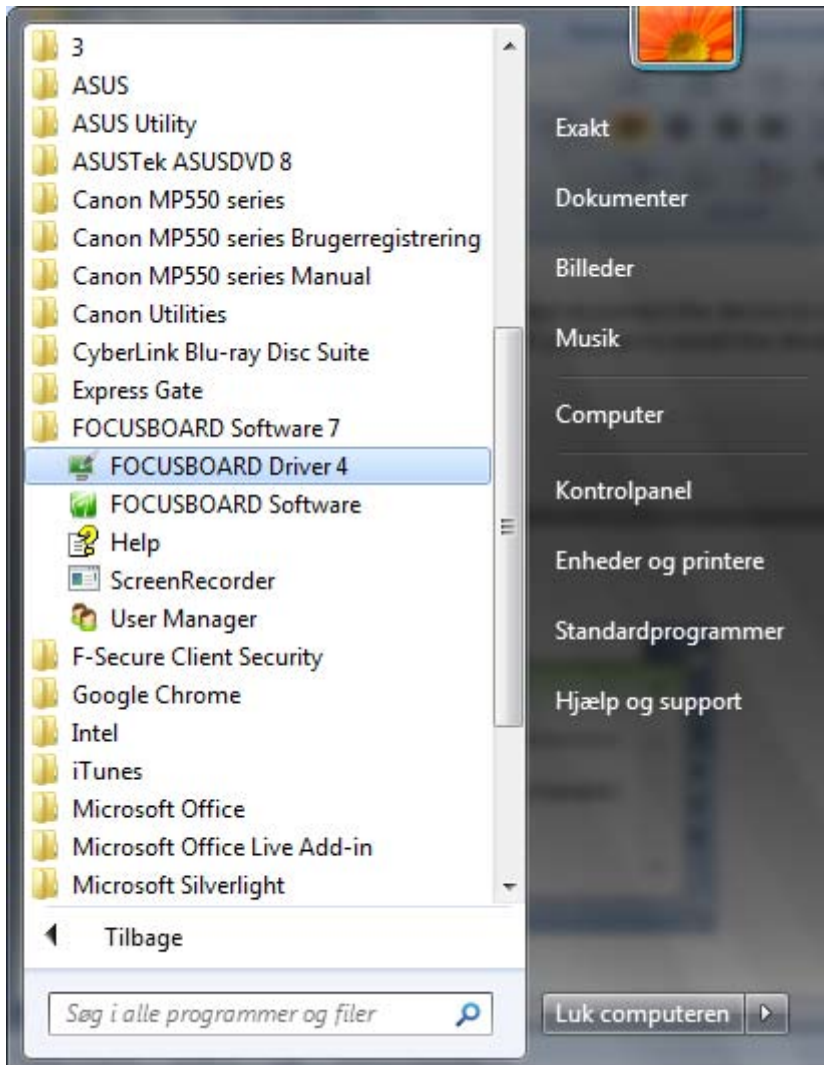 3
ASUS
ASUS Utility
ASUSTek ASUSDVD 8
Canon MP550 series
Canon MP550 series Brugerregistrering
Canon MP550 series Manual
Canon Utilities
CyberLink Blu-ray Disc Suite
Express Gate
FOCUSBOARD Software 7
FOCUSBOARD Driver 4
FOCUSBOARD Software
Help
ScreenRecorder
User Manager
F-Secure Client Security
Google Chrome
Intel
iTunes
Microsoft Office
Microsoft Office Live Add-in
Microsoft Silverlight
Tilbage
Søg i alle programmer og filer
Exakt
Dokumenter
Billeder
Musik
Computer
Kontrolpanel
Enheder og printere
Standardprogrammer
Hjælp og support
Luk computeren